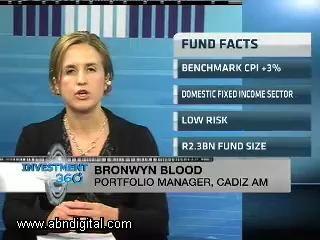 FUND FACTS
BENCHMARK CPI +3%
DOMESTIC FIXED INCOME SECTOR
LOW RISK
R2.3BN FUND SIZE
INVESTMENT
360°
BRONWYN BLOOD
PORTFOLIO MANAGER, CADIZ AM
www.abndigital.com